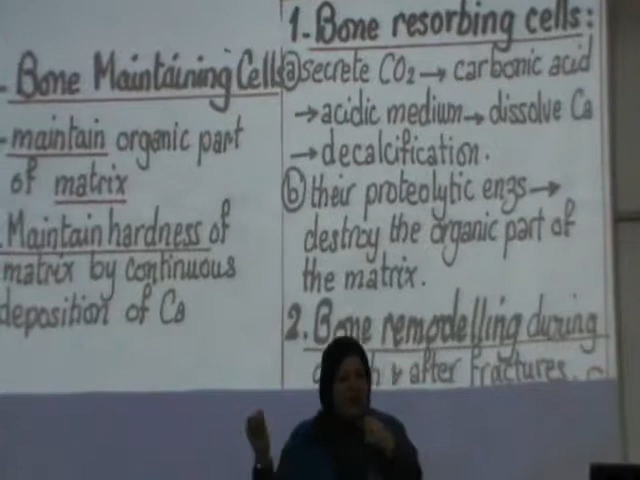 - Bone Maintaining Cells
- maintain organic part
of matrix
. Maintain hardness of
matrix by continuous
deposition of Ca
1. Bone resorbing cells:
ⓐ secrete CO₂ → carbonic acid
→ acidic medium → dissolve Ca
→ decalcification.
ⓑ their proteolytic enzs →
destroy the organic part of
the matrix.
2. Bone remodelling during
& after fractures.